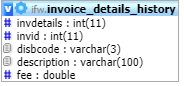 v ifw.invoice_details_history
invdetails : int(11)
# invid : int(11)
disbcode : varchar(3)
description : varchar(100)
# fee : double